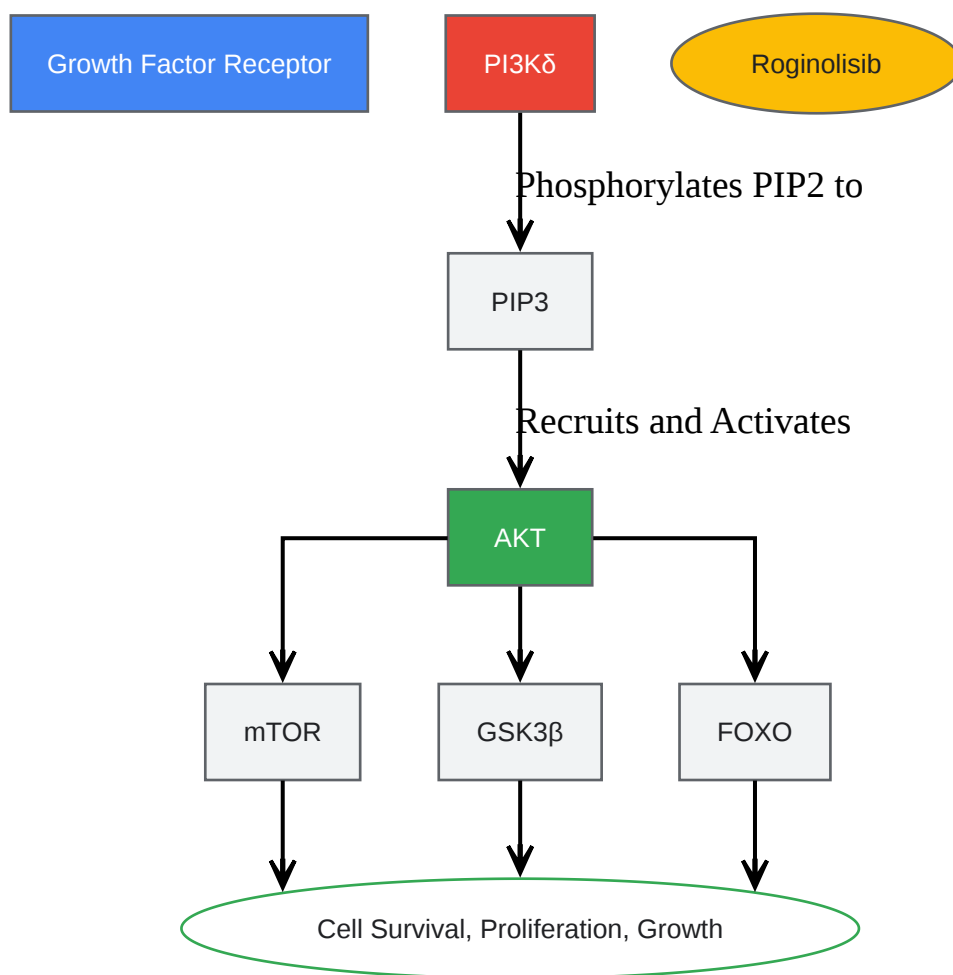 Growth Factor Receptor
PI3Kδ
Roginolisib
Phosphorylates PIP2 to
PIP3
Recruits and Activates
AKT
mTOR
GSK3β
FOXO
Cell Survival, Proliferation, Growth